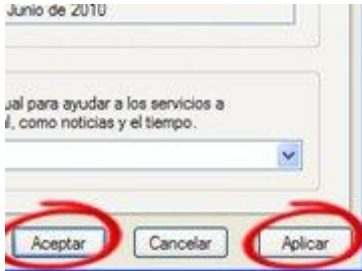 Junio de 2010
ual para ayudar a los servicios a
l, como noticias y el tiempo.
Aceptar Cancelar Aplicar